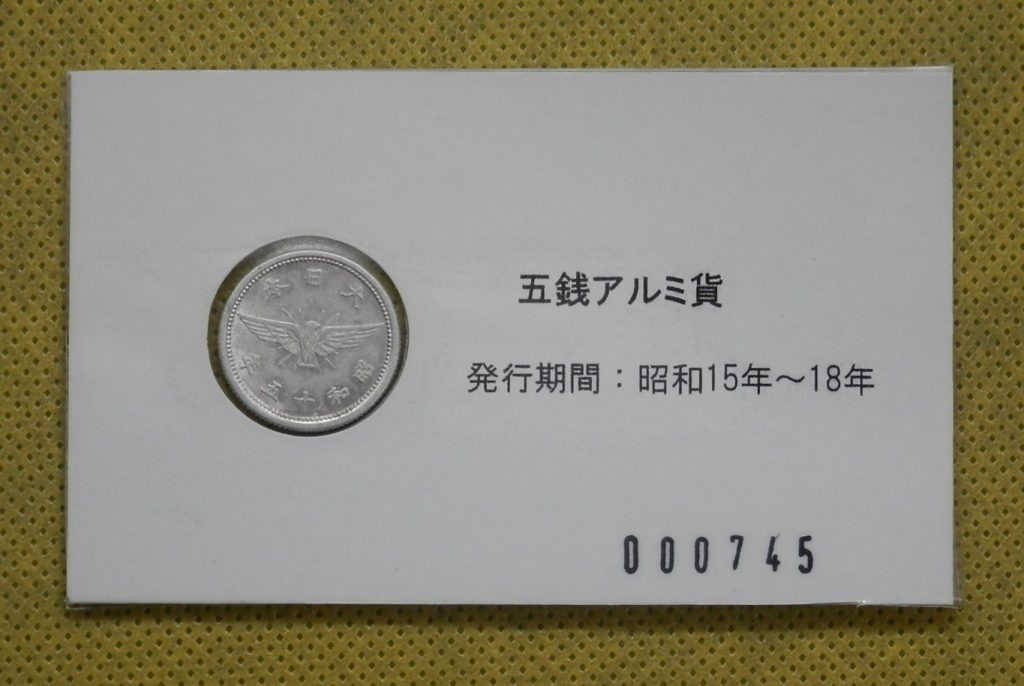 大日本
昭和十五年
五銭アルミ貨
発行期間：昭和15年～18年
000745